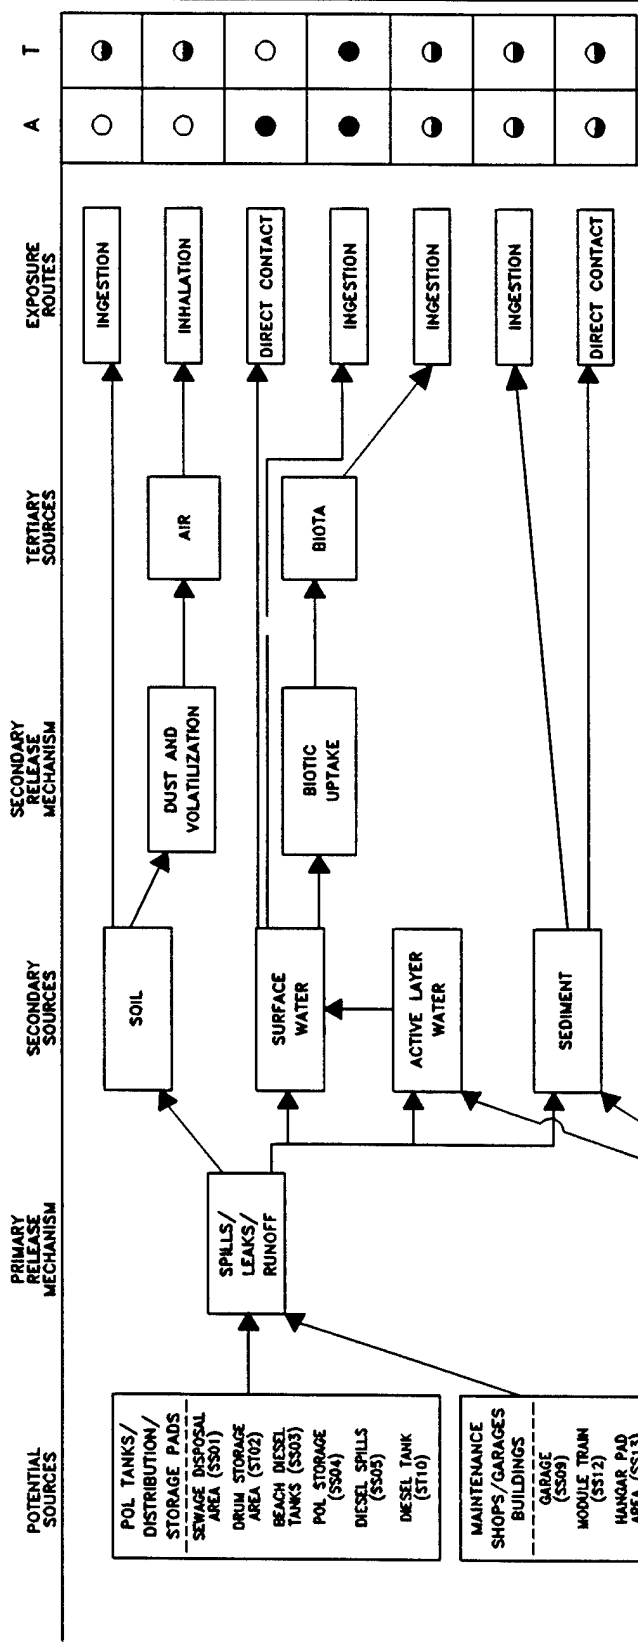 POTENTIAL
SOURCES
PRIMARY
RELEASE
MECHANISM
SECONDARY
SOURCES
SECONDARY
RELEASE
MECHANISM
TERTIARY
SOURCES
EXPOSURE
ROUTES
A
T
POL TANKS/
DISTRIBUTION/
STORAGE PADS
SEWAGE DISPOSAL
AREA (SS01)
DRUM STORAGE
AREA (ST02)
BEACH DIESEL
TANKS (SS03)
POL STORAGE
(SS04)
DIESEL SPILLS
(SS05)
DIESEL TANK
(ST10)
MAINTENANCE
SHOPS/GARAGES
BUILDINGS
GARAGE
(SS09)
MODULE TRAIN
(SS12)
HANGAR PAD
AREA (SS13)
SPILLS/
LEAKS/
RUNOFF
SOIL
SURFACE
WATER
ACTIVE LAYER
WATER
SEDIMENT
DUST AND
VOLATILIZATION
BIOTIC
UPTAKE
AIR
BIOTA
INGESTION
INHALATION
DIRECT CONTACT
INGESTION
INGESTION
INGESTION
DIRECT CONTACT